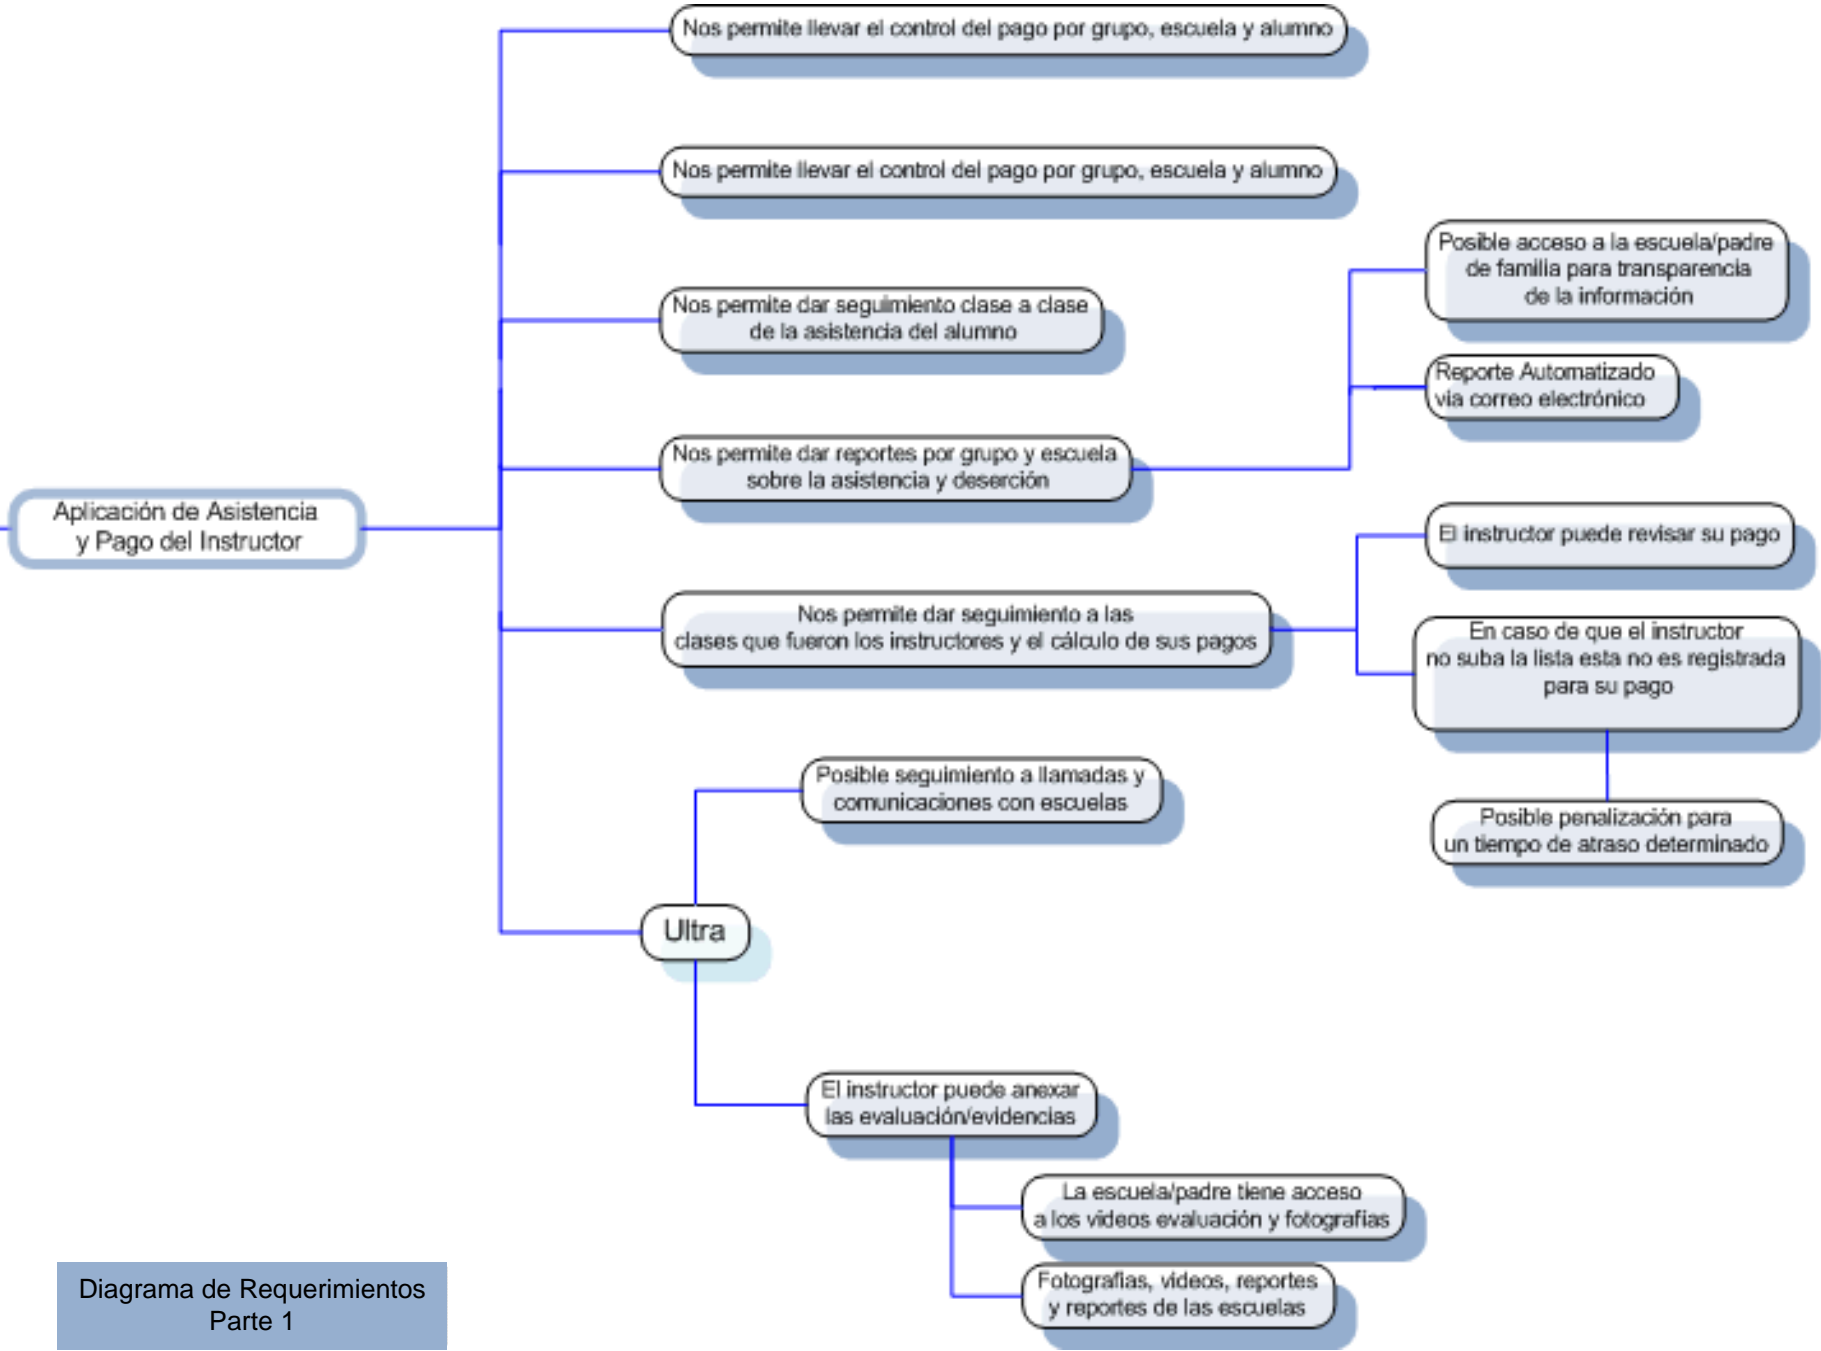 Nos permite llevar el control del pago por grupo, escuela y alumno
Nos permite llevar el control del pago por grupo, escuela y alumno
Nos permite dar seguimiento clase a clase
de la asistencia del alumno
Nos permite dar reportes por grupo y escuela
sobre la asistencia y deserción
Posible acceso a la escuela/padre
de familia para transparencia
de la información
Reporte Automatizado
via correo electrónico
Aplicación de Asistencia
y Pago del Instructor
Nos permite dar seguimiento a las
clases que fueron los instructores y el cálculo de sus pagos
El instructor puede revisar su pago
En caso de que el instructor
no suba la lista esta no es registrada
para su pago
Posible penalización para
un tiempo de atraso determinado
Posible seguimiento a llamadas y
comunicaciones con escuelas
Ultra
El instructor puede anexar
las evaluación/evidencias
La escuela/padre tiene acceso
a los videos evaluación y fotografias
Fotografias, videos, reportes
y reportes de las escuelas
Diagrama de Requerimientos
Parte 1